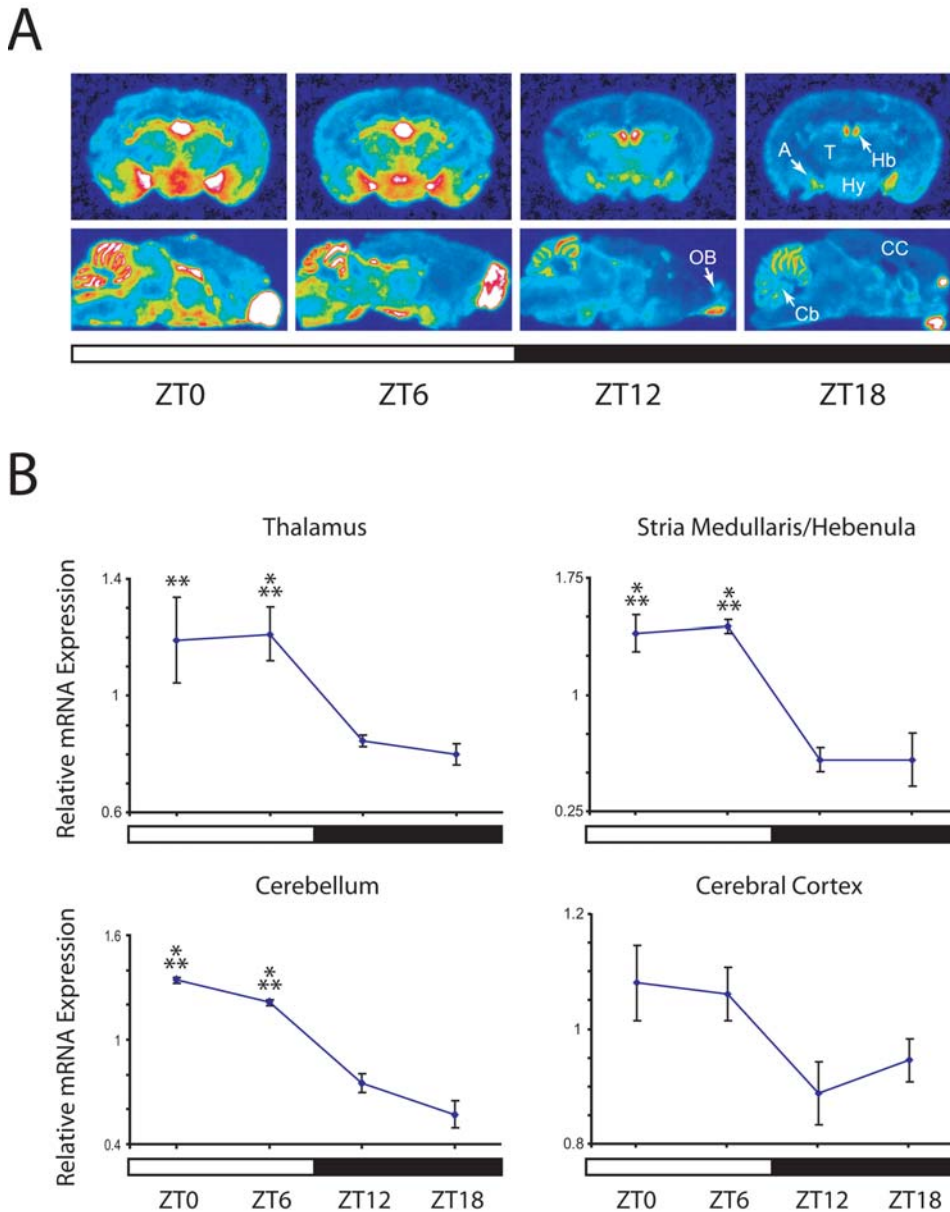 A
A
T
Hb
Hy
OB
CC
Cb
ZT0 ZT6 ZT12 ZT18
B
Thalamus
Relative mRNA Expression
1.4
1
0.6
** 
*
**
Stria Medullaris/Hebenula
1.75
1
0.25
*
**
*
**
Cerebellum
Relative mRNA Expression
1.6
1
0.4
*
**
*
**
ZT0 ZT6 ZT12 ZT18
Cerebral Cortex
1.2
1
0.8
ZT0 ZT6 ZT12 ZT18